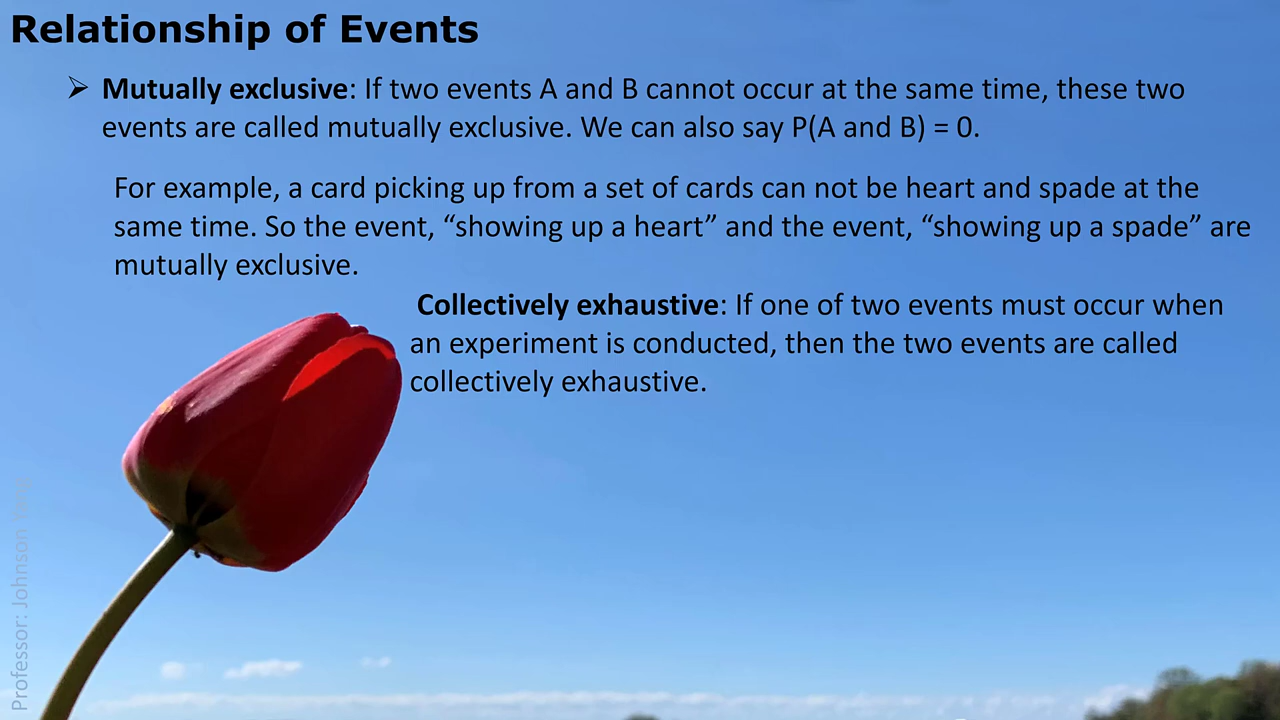 Relationship of Events
➢ Mutually exclusive: If two events A and B cannot occur at the same time, these two
events are called mutually exclusive. We can also say P(A and B) = 0.
For example, a card picking up from a set of cards can not be heart and spade at the
same time. So the event, “showing up a heart” and the event, “showing up a spade” are
mutually exclusive.
Collectively exhaustive: If one of two events must occur when
an experiment is conducted, then the two events are called
collectively exhaustive.
Professor: Johnson